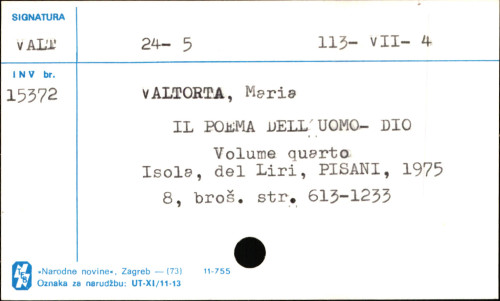 SIGNATURA
VALT 24- 5 113- VII- 4
INV br.
15372
VALTORTA, Maria
IL POEMA DELL'UOMO- DIO
Volume quarto
Isola, del Liri, PISANI, 1975
8, broš. str. 613-1233
»Narodne novine«, Zagreb — (73) 11-755
Oznaka za narudžbu: UT-XI/11-13